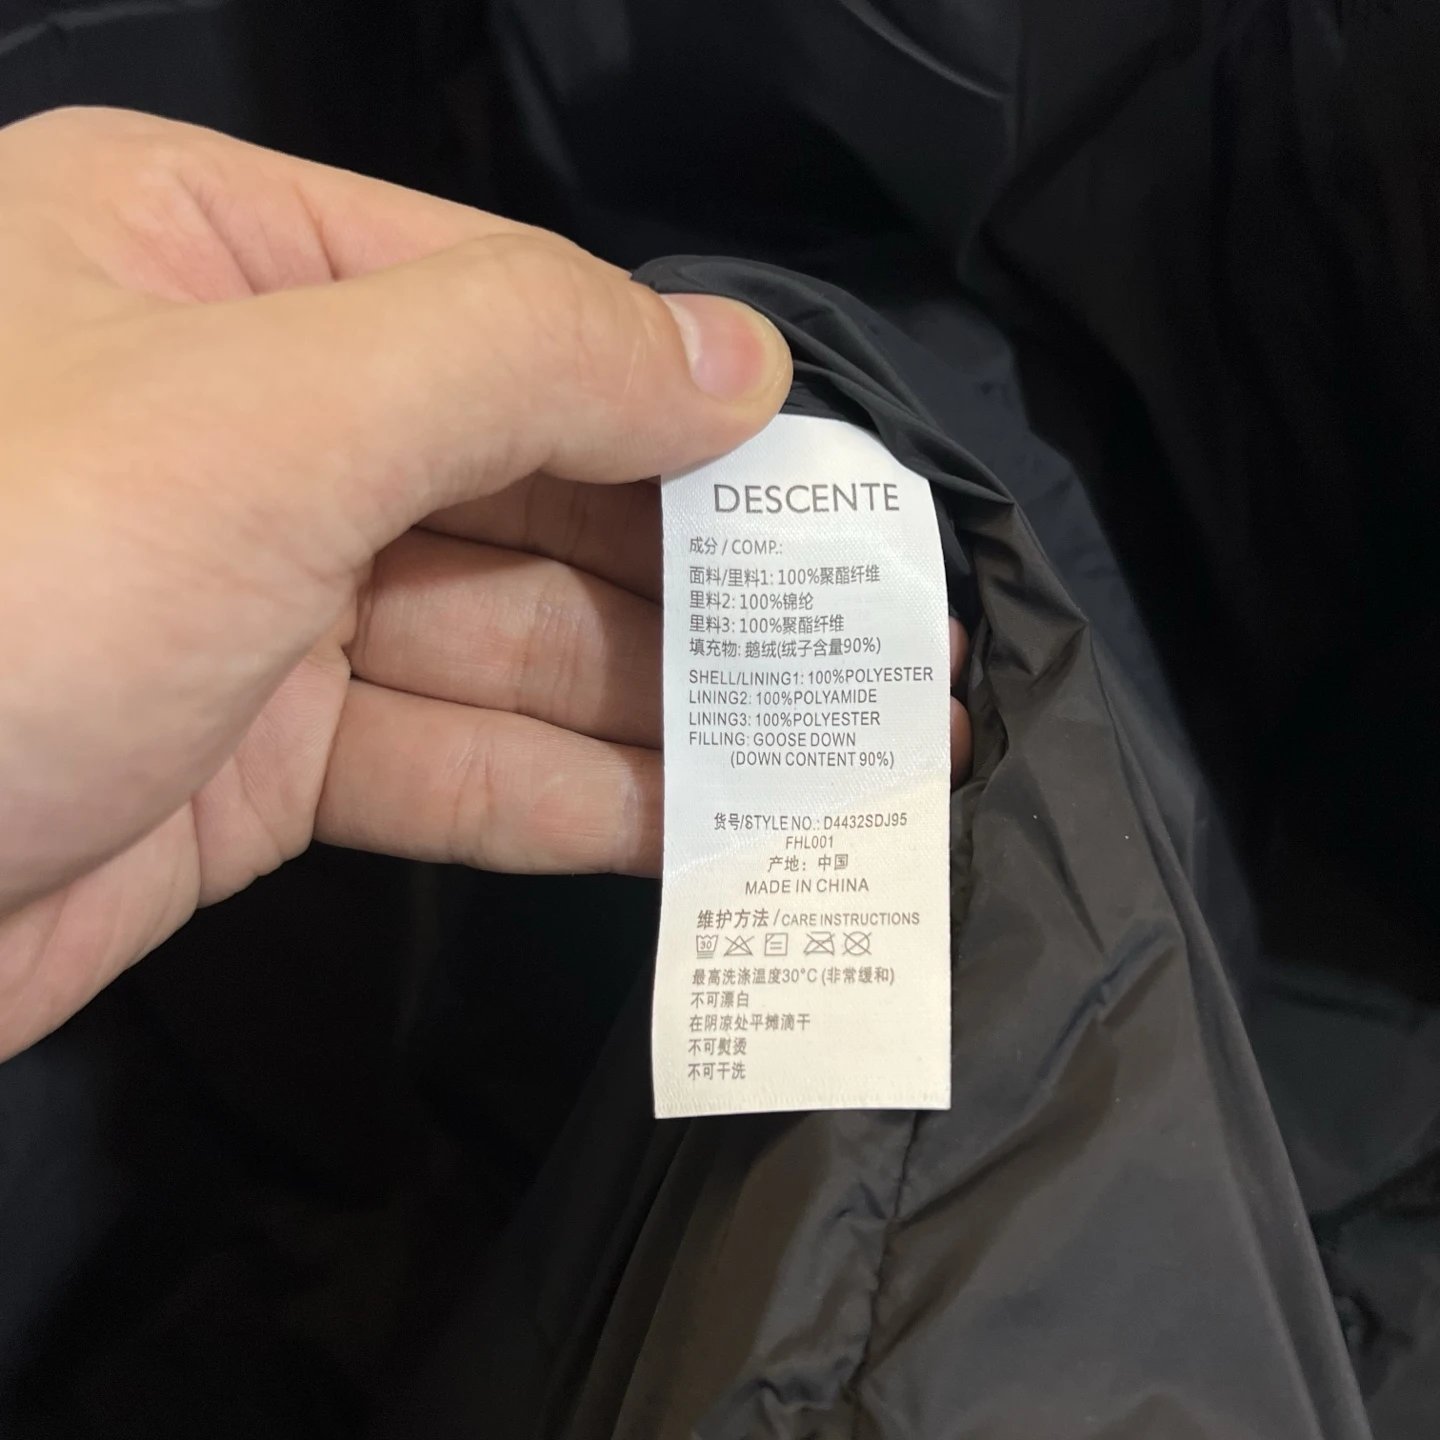 DESCENTE
成分 / COMP.:
面料/里料1: 100%聚酯纤维
里料2: 100%锦纶
里料3: 100%聚酯纤维
填充物: 鹅绒(绒子含量90%)
SHELL/LINING1: 100%POLYESTER
LINING2: 100%POLYAMIDE
LINING3: 100%POLYESTER
FILLING: GOOSE DOWN
(DOWN CONTENT 90%)
货号/STYLE NO.: D4432SDJ95
FHL001
产地: 中国
MADE IN CHINA
维护方法 / CARE INSTRUCTIONS
30
最高洗涤温度30°C (非常缓和)
不可漂白
在阴凉处平摊滴干
不可熨烫
不可干洗